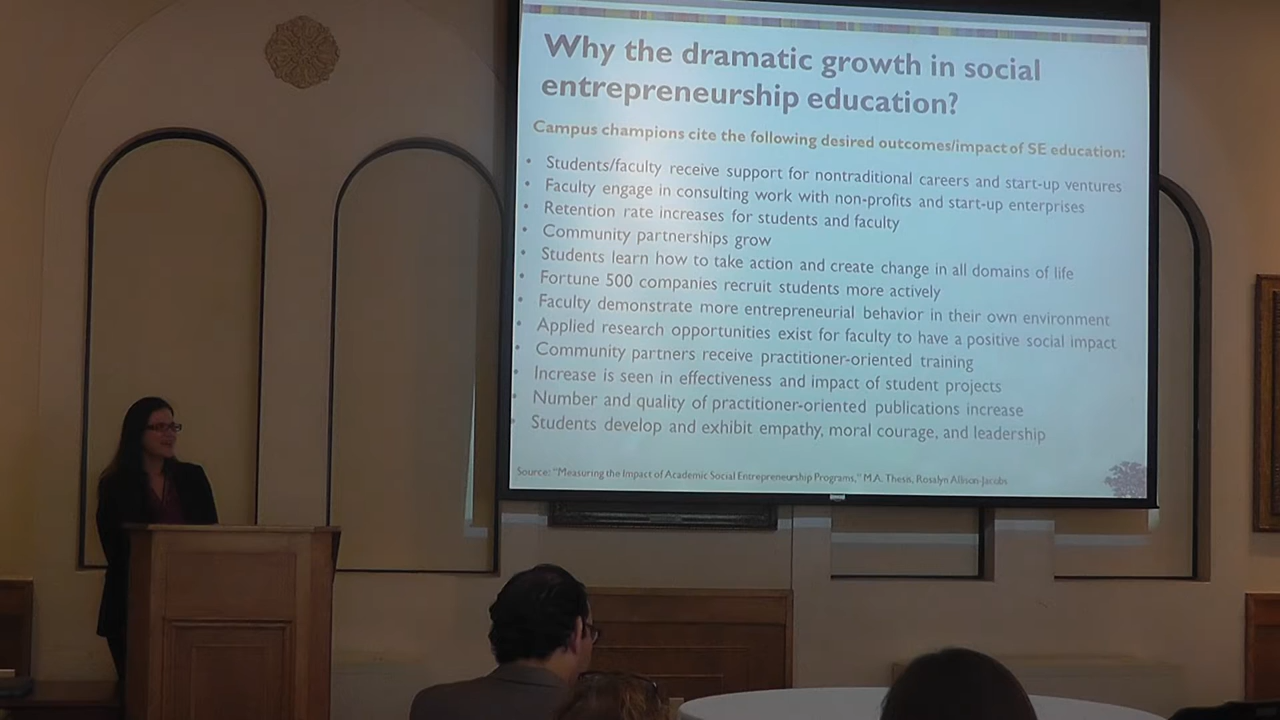 Why the dramatic growth in social
entrepreneurship education?
Campus champions cite the following desired outcomes/impact of SE education:
• Students/faculty receive support for nontraditional careers and start-up ventures
• Faculty engage in consulting work with non-profits and start-up enterprises
• Retention rate increases for students and faculty
• Community partnerships grow
• Students learn how to take action and create change in all domains of life
• Fortune 500 companies recruit students more actively
• Faculty demonstrate more entrepreneurial behavior in their own environment
• Applied research opportunities exist for faculty to have a positive social impact
• Community partners receive practitioner-oriented training
• Increase is seen in effectiveness and impact of student projects
• Number and quality of practitioner-oriented publications increase
• Students develop and exhibit empathy, moral courage, and leadership
Source: "Measuring the Impact of Academic Social Entrepreneurship Programs," M.A. Thesis, Rosalyn Allison-Jacobs